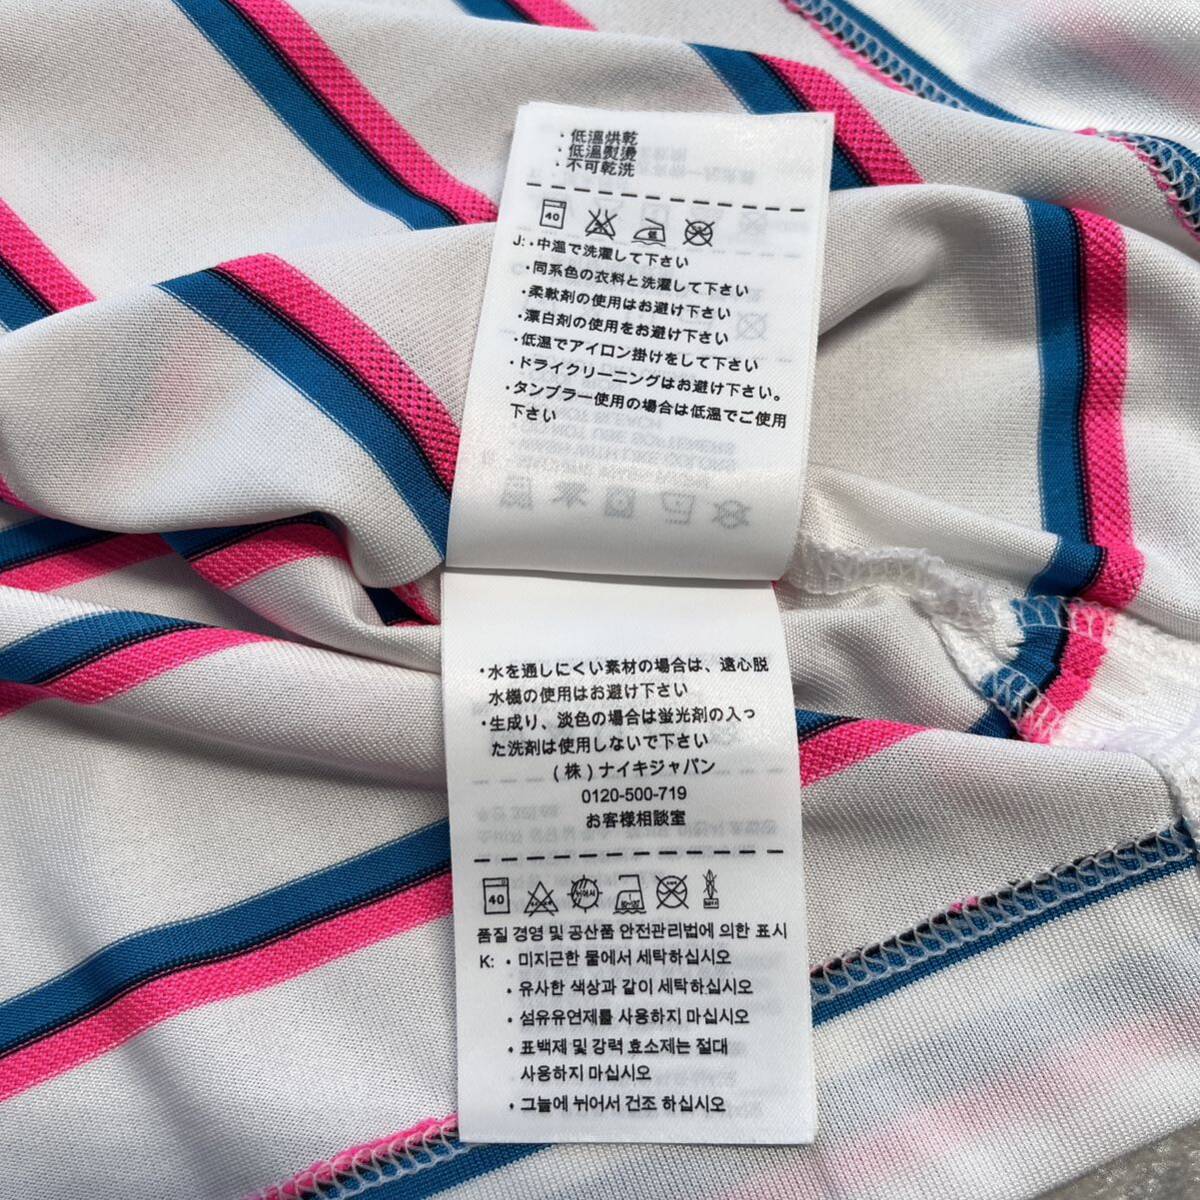 ・低溫烘乾
・低溫熨燙
・不可乾洗
40 低
J:・中温で洗濯して下さい
・同系色の衣料と洗濯して下さい
・柔軟剤の使用はお避け下さい
・漂白剤の使用をお避け下さい
・低温でアイロン掛けをして下さい
・ドライクリーニングはお避け下さい。
・タンブラー使用の場合は低温でご使用
下さい
・水を通しにくい素材の場合は、遠心脱
水機の使用はお避け下さい
・生成り、淡色の場合は蛍光剤の入っ
た洗剤は使用しないで下さい
(株)ナイキジャパン
0120-500-719
お客様相談室
40
품질 경영 및 공산품 안전관리법에 의한 표시
K: ・ 미지근한 물에서 세탁하십시오
・ 유사한 색상과 같이 세탁하십시오
・ 섬유유연제를 사용하지 마십시오
・ 표백제 및 강력 효소제는 절대
사용하지 마십시오
・ 그늘에 뉘어서 건조 하십시오